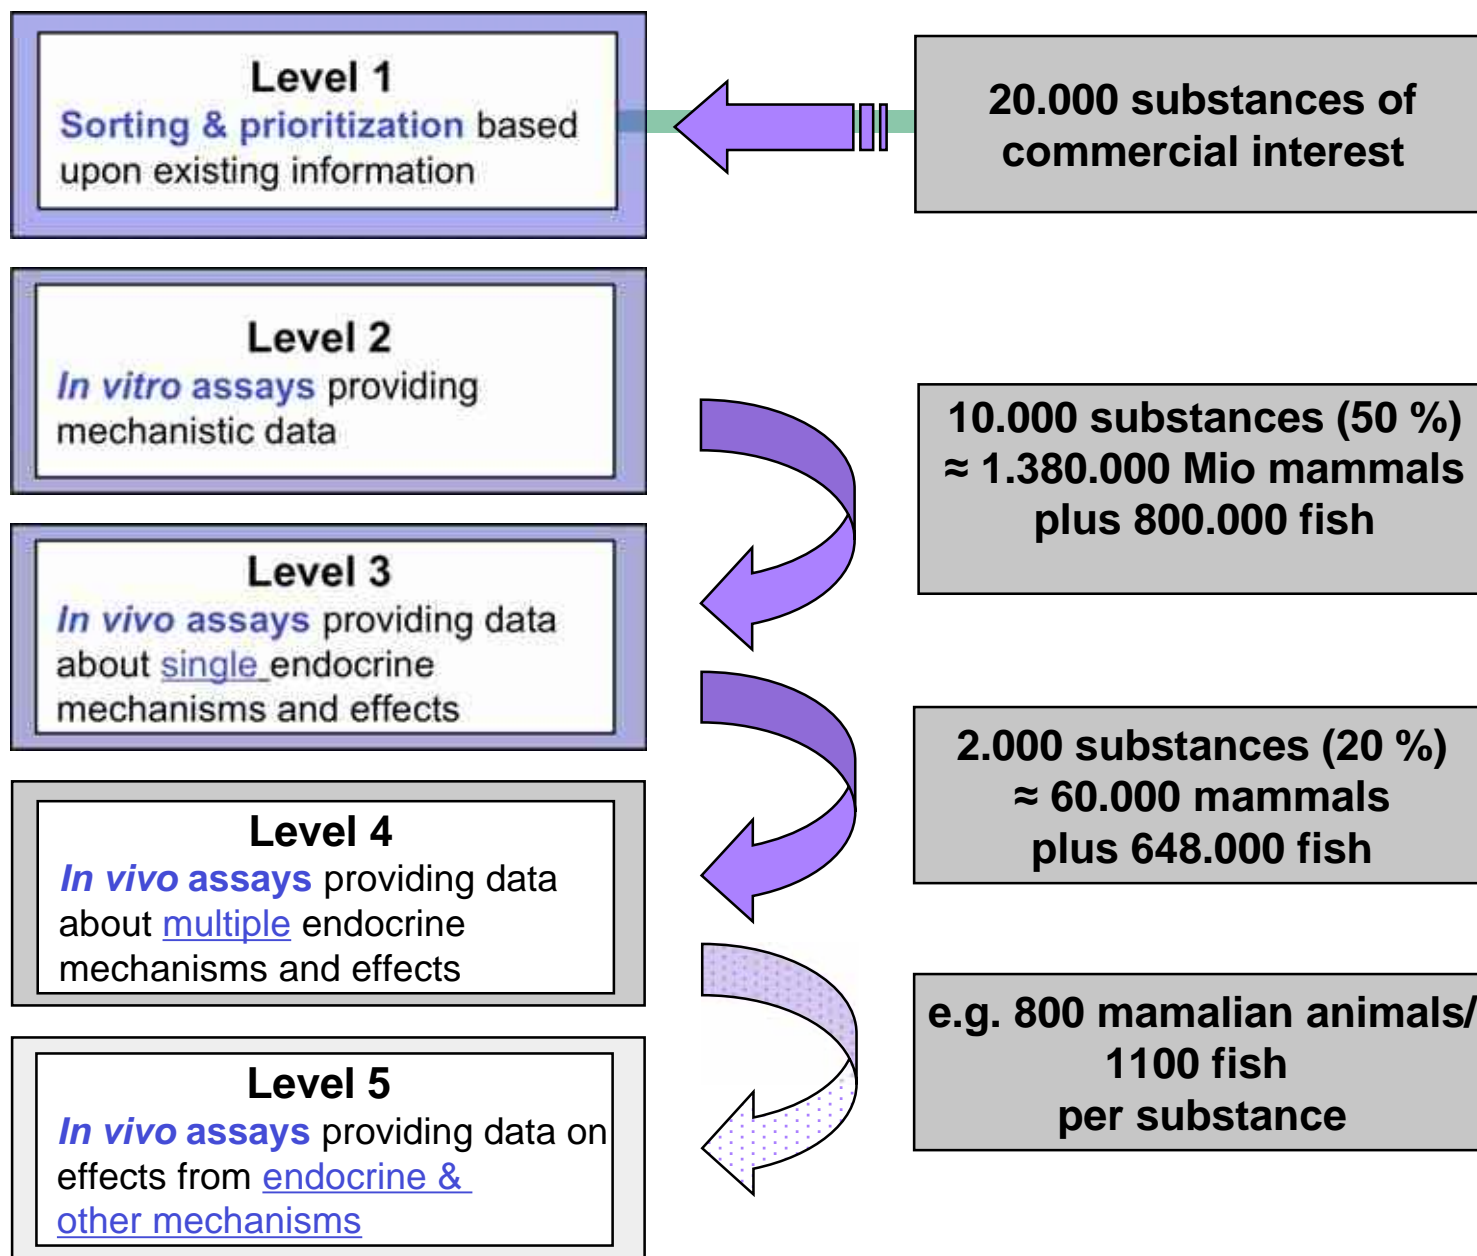 Level 1
Sorting & prioritization based
upon existing information
20.000 substances of
commercial interest
Level 2
In vitro assays providing
mechanistic data
10.000 substances (50 %)
≈ 1.380.000 Mio mammals
plus 800.000 fish
Level 3
In vivo assays providing data
about single endocrine
mechanisms and effects
2.000 substances (20 %)
≈ 60.000 mammals
plus 648.000 fish
Level 4
In vivo assays providing data
about multiple endocrine
mechanisms and effects
e.g. 800 mamalian animals/
1100 fish
per substance
Level 5
In vivo assays providing data on
effects from endocrine &
other mechanisms